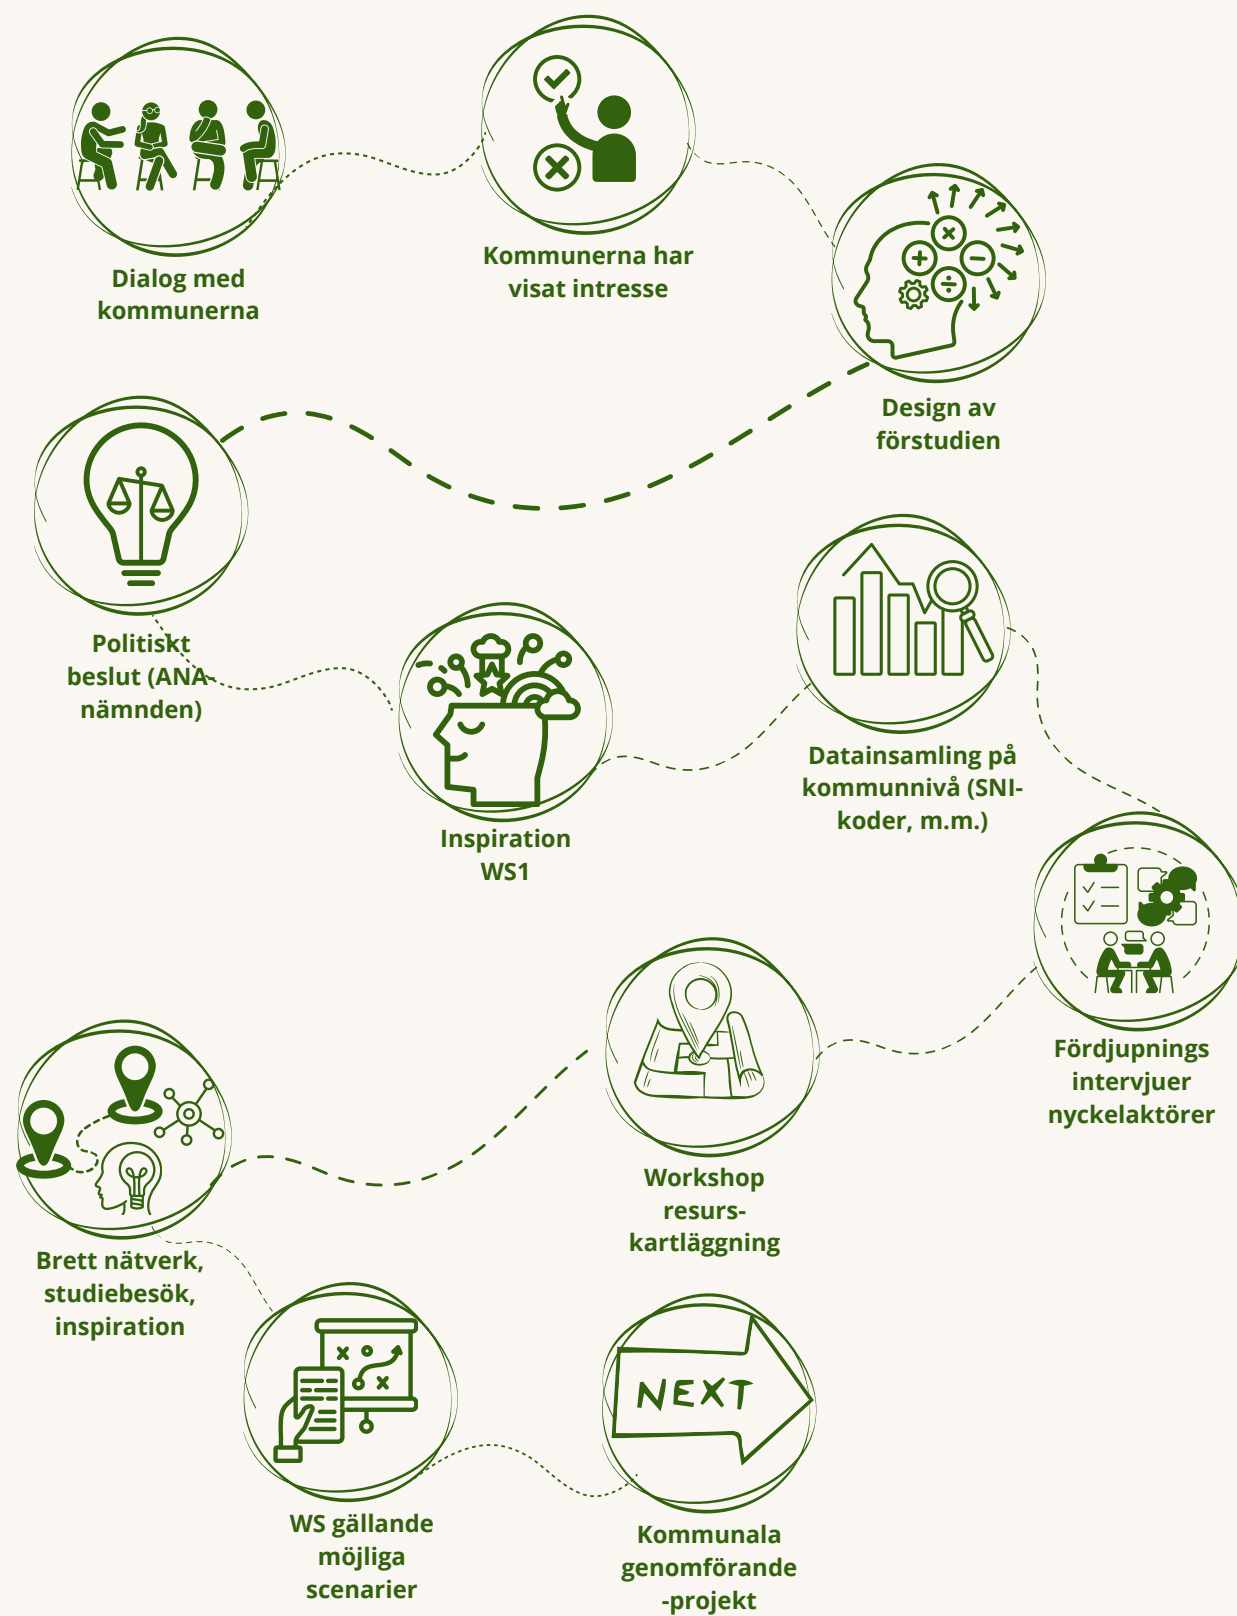 Dialog med
kommunerna
Kommunerna har
visat intresse
Design av
förstudien
Politiskt
beslut (ANA-
nämnden)
Inspiration
WS1
Datainsamling på
kommunnivå (SNI-
koder, m.m.)
Fördjupnings
intervjuer
nyckelaktörer
Workshop
resurs-
kartläggning
Brett nätverk,
studiebesök,
inspiration
WS gällande
möjliga
scenarier
NEXT
Kommunala
genomförande
-projekt